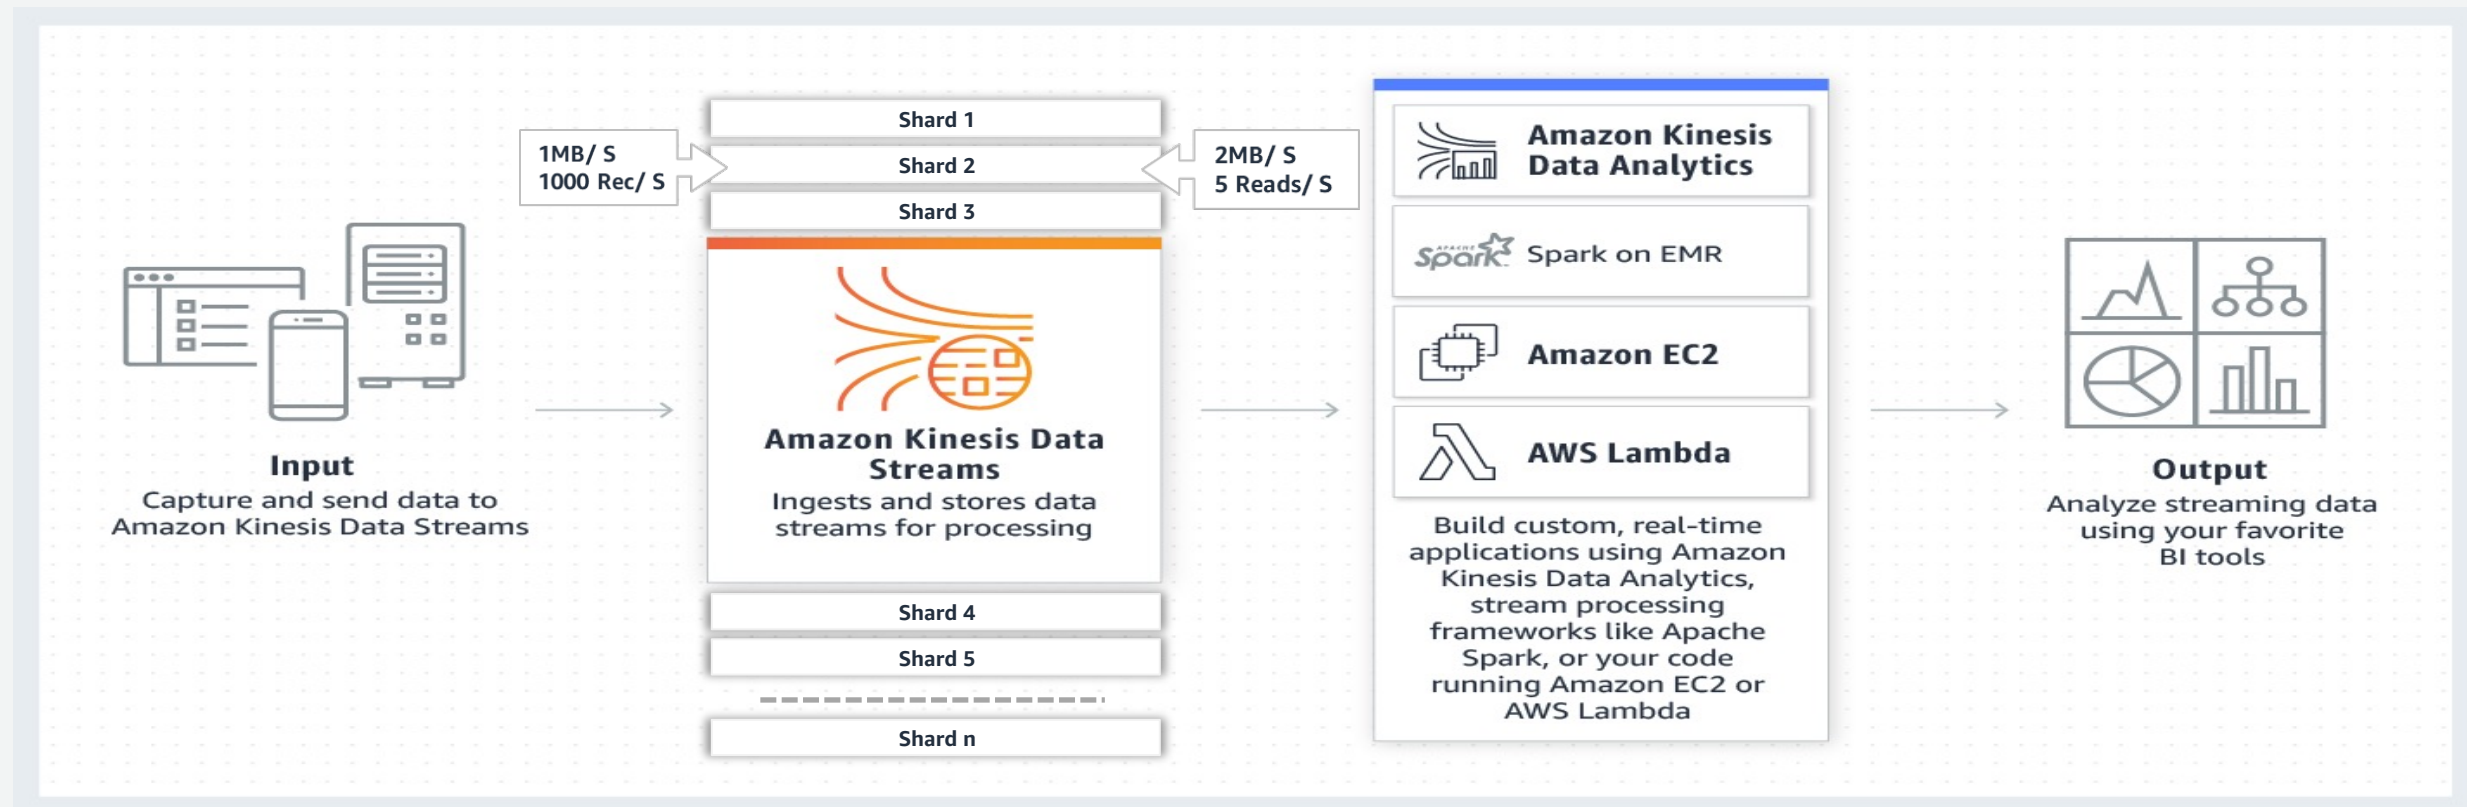 Input
Capture and send data to
Amazon Kinesis Data Streams
1MB/ S
1000 Rec/ S
Shard 1
Shard 2
Shard 3
Amazon Kinesis Data
Streams
Ingests and stores data
streams for processing
Shard 4
Shard 5
Shard n
2MB/ S
5 Reads/ S
Amazon Kinesis
Data Analytics
APACHE
Spark
Spark on EMR
Amazon EC2
AWS Lambda
Build custom, real-time
applications using Amazon
Kinesis Data Analytics,
stream processing
frameworks like Apache
Spark, or your code
running Amazon EC2 or
AWS Lambda
Output
Analyze streaming data
using your favorite
BI tools